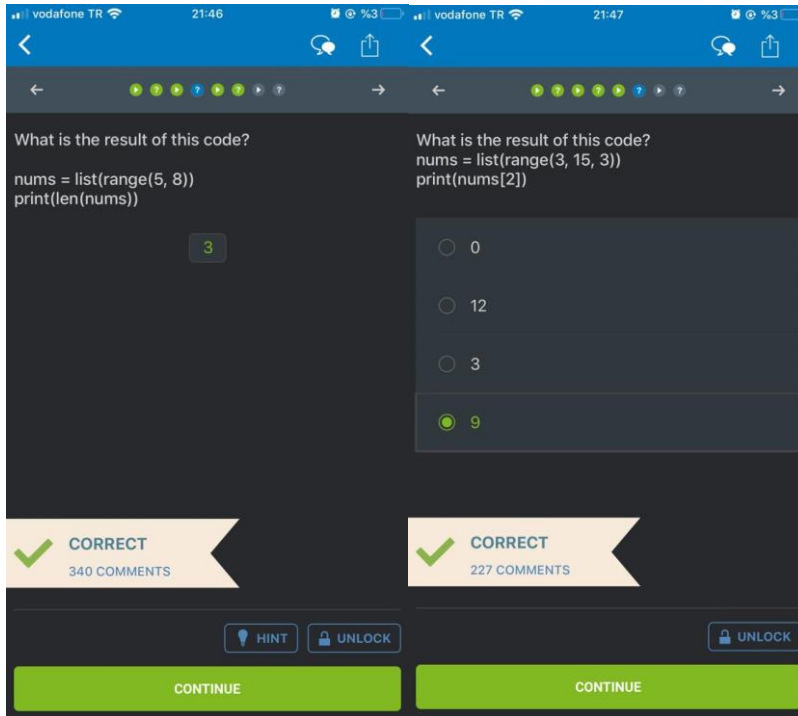 vodafone TR 21:46 %3
What is the result of this code?
nums = list(range(5, 8))
print(len(nums))
3
CORRECT
340 COMMENTS
HINT UNLOCK
CONTINUE
vodafone TR 21:47 %3
What is the result of this code?
nums = list(range(3, 15, 3))
print(nums[2])
0
12
3
9
CORRECT
227 COMMENTS
UNLOCK
CONTINUE